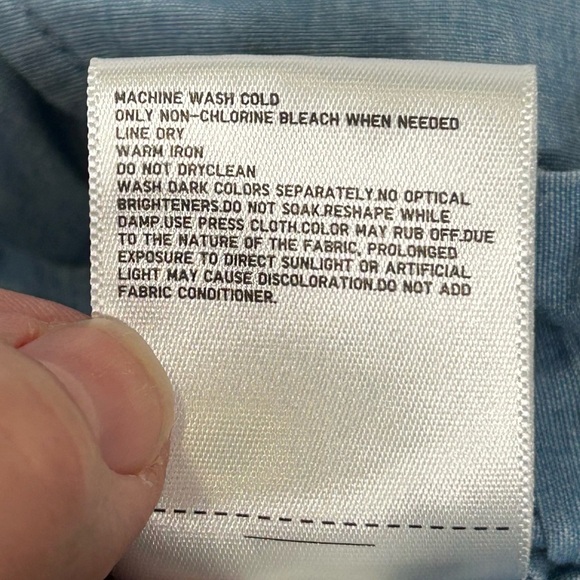 MACHINE WASH COLD
ONLY NON-CHLORINE BLEACH WHEN NEEDED
LINE DRY
WARM IRON
DO NOT DRYCLEAN
WASH DARK COLORS SEPARATELY.NO OPTICAL
BRIGHTENERS.DO NOT SOAK.RESHAPE WHILE
DAMP.USE PRESS CLOTH.COLOR MAY RUB OFF.DUE
TO THE NATURE OF THE FABRIC, PROLONGED
EXPOSURE TO DIRECT SUNLIGHT OR ARTIFICIAL
LIGHT MAY CAUSE DISCOLORATION.DO NOT ADD
FABRIC CONDITIONER.